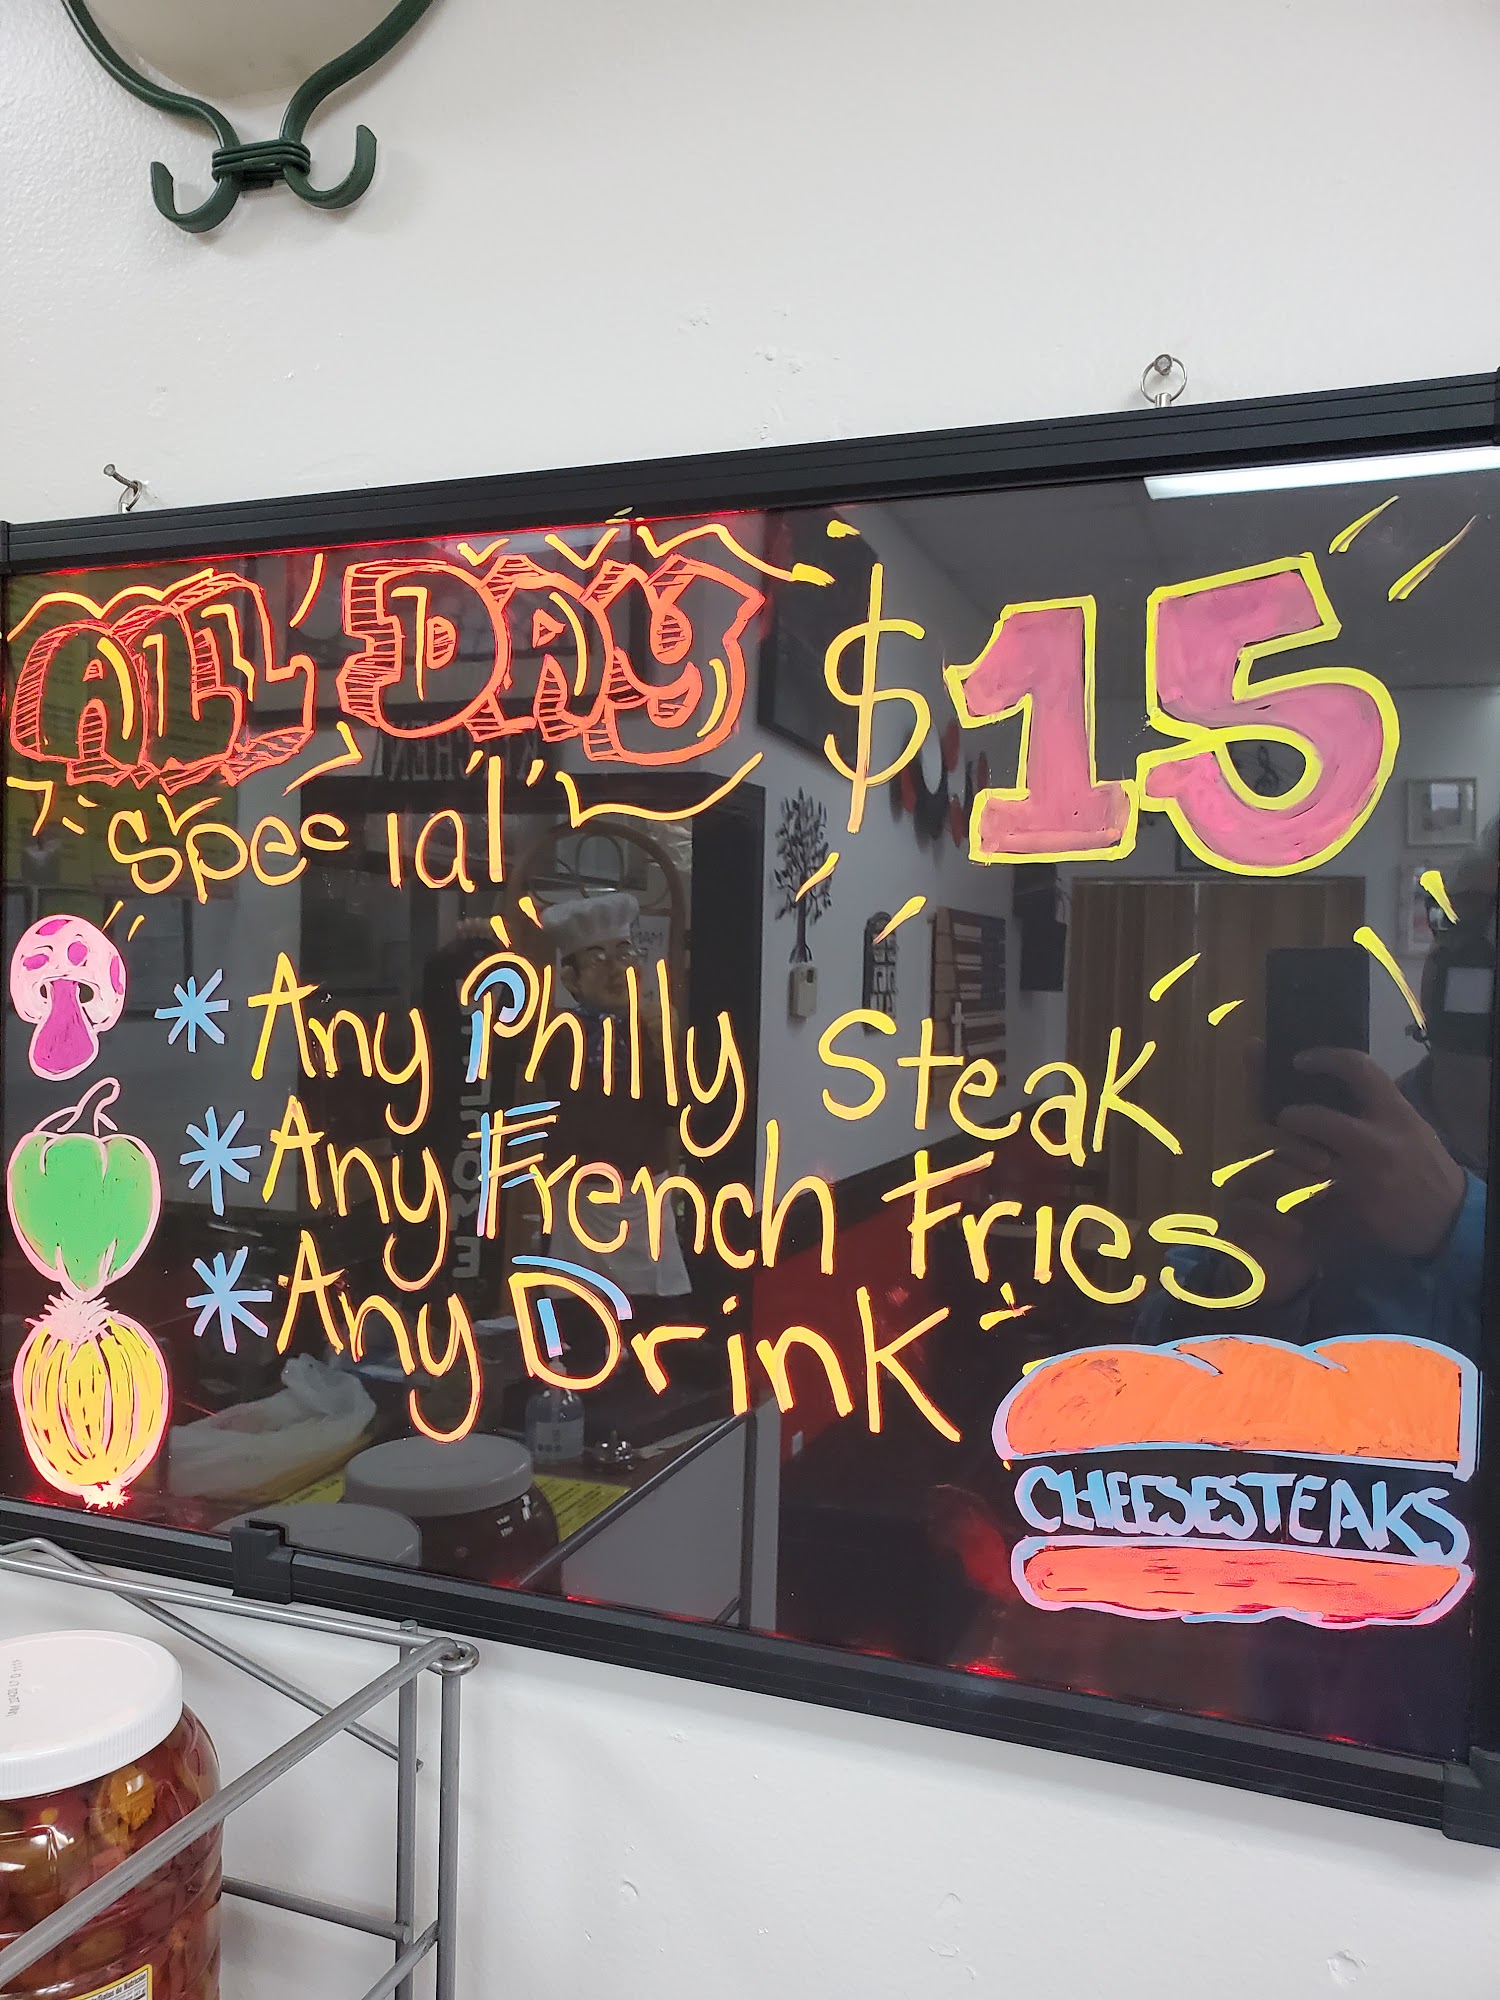 ALL DAY
special
$15
* Any Philly Steak
* Any French Fries
* Any Drink
CHEESESTEAKS